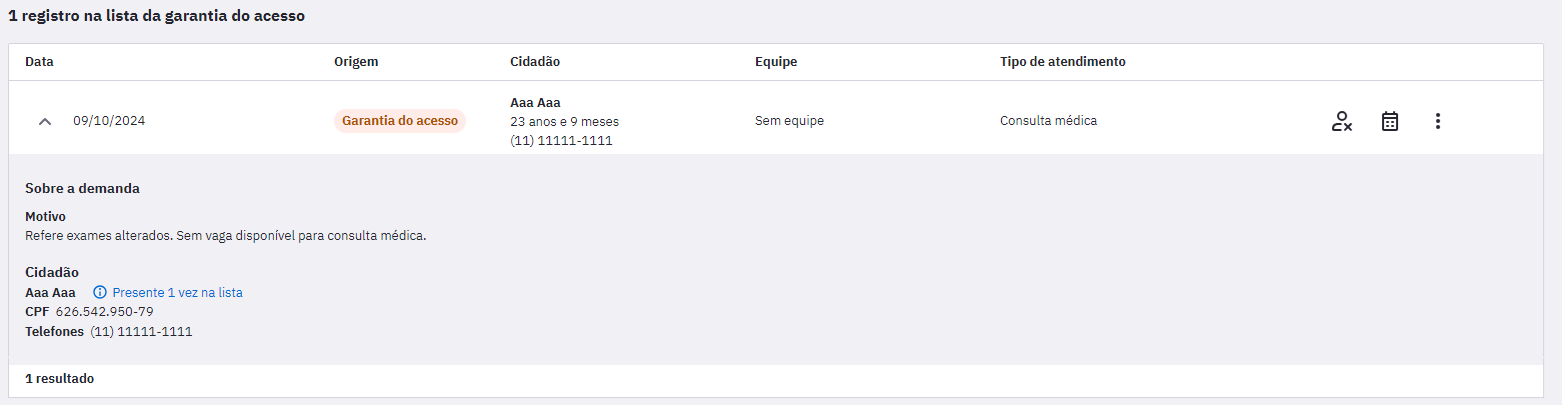 1 registro na lista da garantia do acesso
Data Origem Cidadão Equipe Tipo de atendimento
09/10/2024 Garantia do acesso Aaa Aaa Sem equipe Consulta médica
23 anos e 9 meses
(11) 11111-1111
Sobre a demanda
Motivo
Refere exames alterados. Sem vaga disponível para consulta médica.
Cidadão
Aaa Aaa Presente 1 vez na lista
CPF 626.542.950-79
Telefones (11) 11111-1111
1 resultado